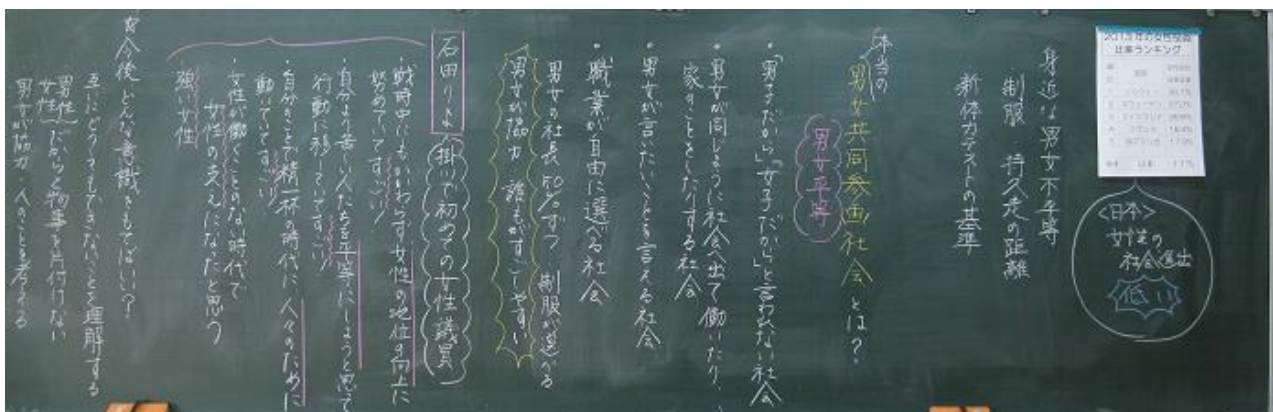 比率ランキング
<日本>
女性の
社会進出
低い
身近な男女不平等
制服 持久走の距離
新体力テストの基準
本当の
男女共同参画社会とは?
男女平等
・「男子だから」「女子だから」と言われない社会
・男女が同じように社会へ出て働いたり、
家のことをしたりする社会
・男女が言いたいことを言える社会
・職業が自由に選べる社会
男女の社長50%ずつ 制服が選べる
男女が協力 誰もがすごしやすい
石田りよ 掛川で初めての女性議員
・戦時中にもかかわらず女性の地位の向上に
努めていてすごい
・自分より苦しい人たちを平等にしようと思って
行動に移しててすごい
・自分のことで精一杯の時代に人々のために
動いていてすごい
・女性が働くことのない時代で
女性の支えになったと思う
強い女性
今後どんな意識をもてばいい?
互いにどうすもできないことを理解する
男性 女性 だからと物事を片付けない
男女が協力 人のことを考える